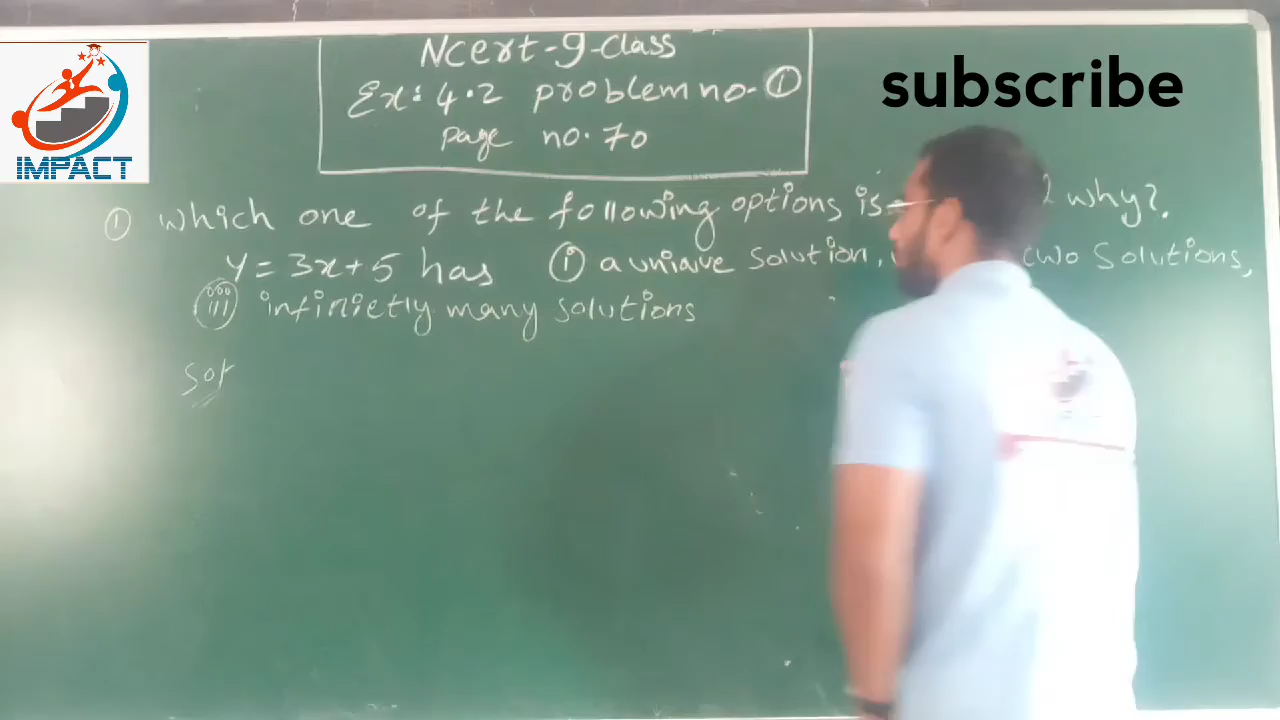 Ncert-9-class
Ex: 4.2 problem no. ①
page no. 70
subscribe
IMPACT
① which one of the following options is why?.
y = 3x+5 has ⓘ a uniave solution, two solutions,
(iii) infinietly many solutions
Sol